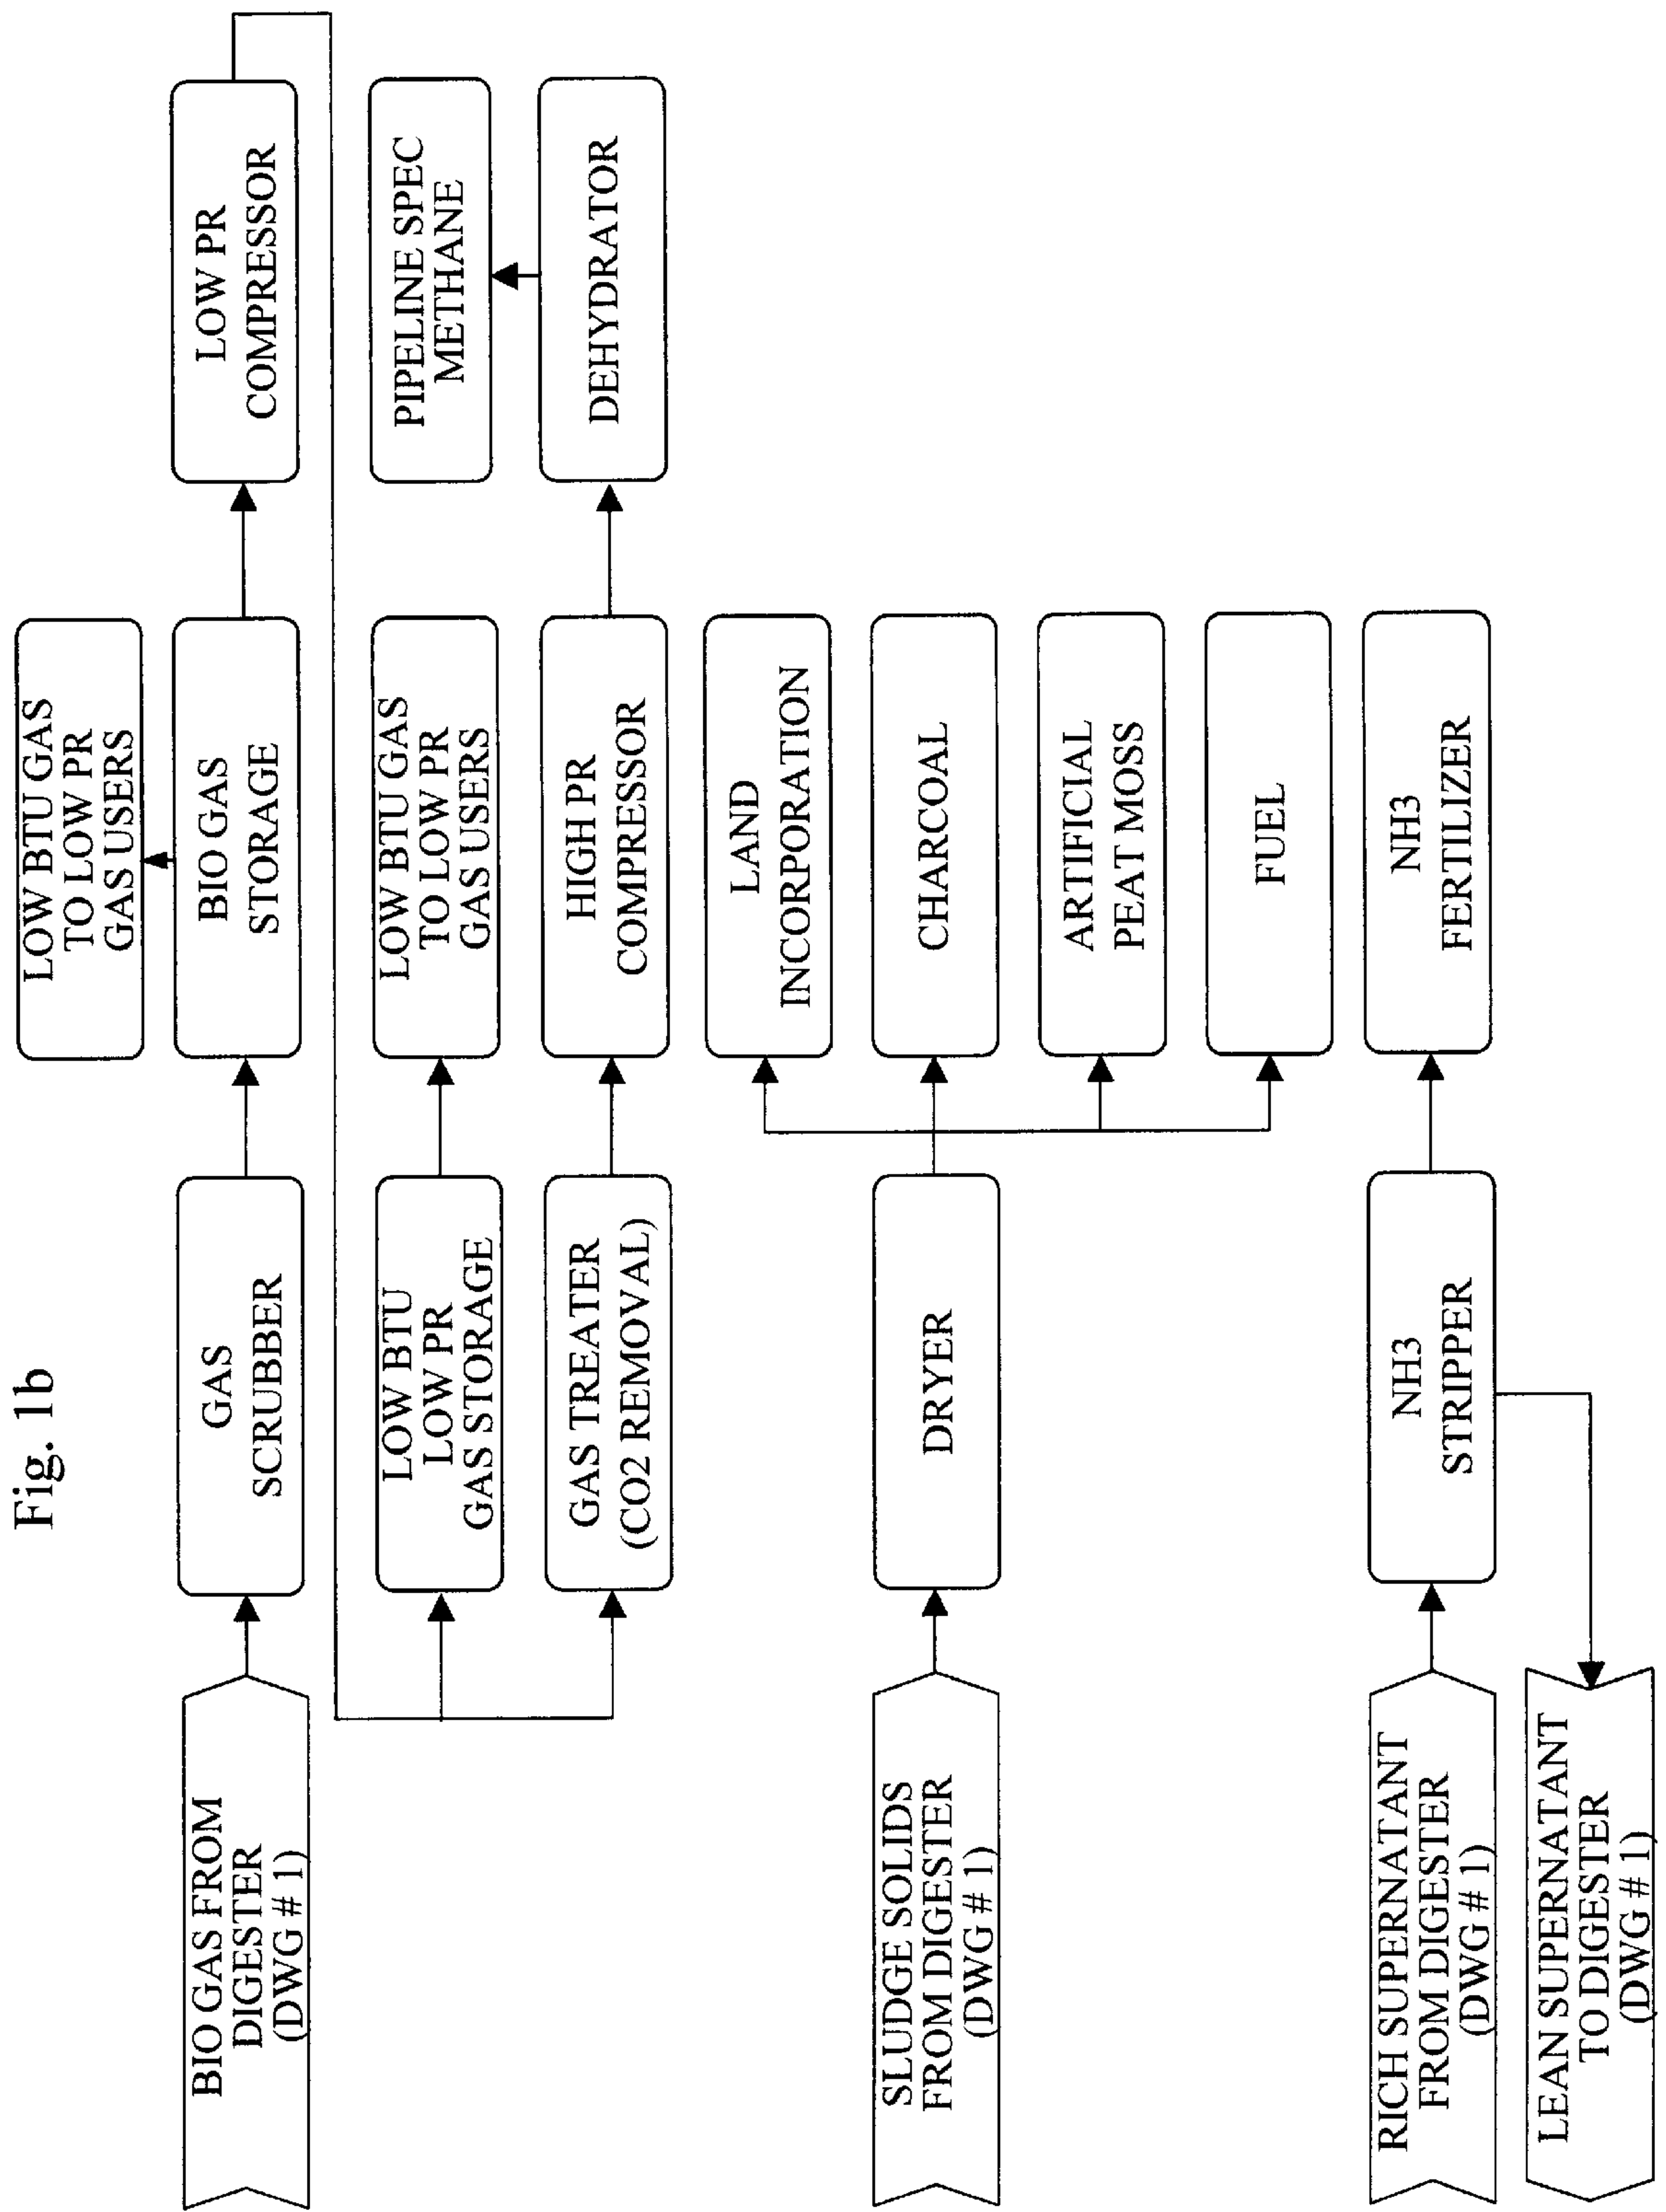 Fig. 1b
BIO GAS FROM
DIGESTER
(DWG # 1)
GAS
SCRUBBER
LOW BTU GAS
TO LOW PR
GAS USERS
BIO GAS
STORAGE
LOW PR
COMPRESSOR
LOW BTU
LOW PR
GAS STORAGE
LOW BTU GAS
TO LOW PR
GAS USERS
PIPELINE SPEC
METHANE
GAS TREATER
(CO2 REMOVAL)
HIGH PR
COMPRESSOR
DEHYDRATOR
SLUDGE SOLIDS
FROM DIGESTER
(DWG # 1)
DRYER
LAND
INCORPORATION
CHARCOAL
ARTIFICIAL
PEAT MOSS
FUEL
RICH SUPERNATANT
FROM DIGESTER
(DWG # 1)
NH3
STRIPPER
NH3
FERTILIZER
LEAN SUPERNATANT
TO DIGESTER
(DWG # 1)